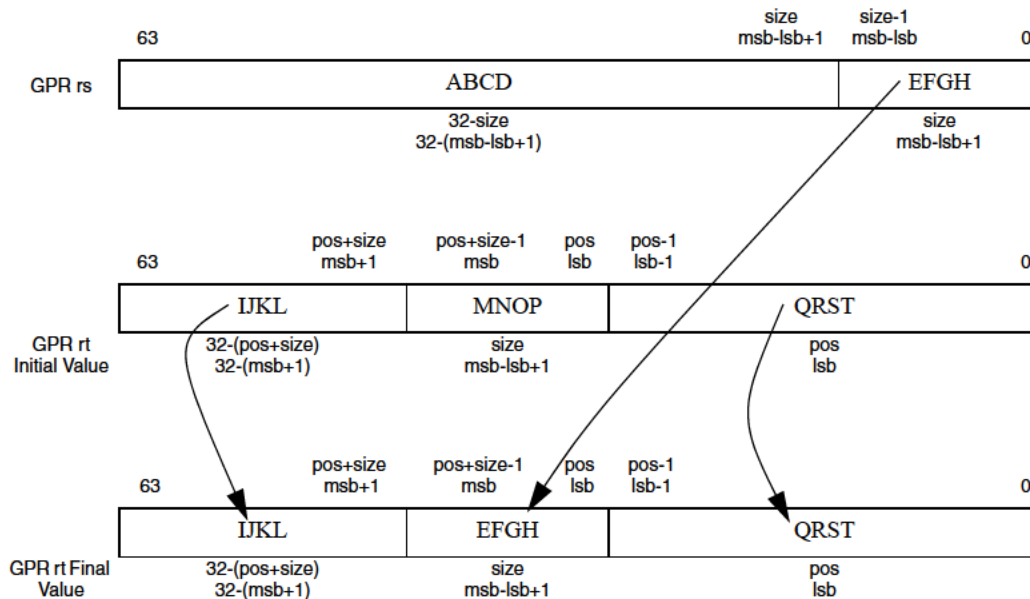 size size-1
63 msb-lsb+1 msb-lsb 0
GPR rs ABCD EFGH
32-size size
32-(msb-lsb+1) msb-lsb+1
pos+size pos+size-1 pos pos-1
63 msb+1 msb lsb lsb-1 0
IJKL MNOP QRST
GPR rt 32-(pos+size) size pos
Initial Value 32-(msb+1) msb-lsb+1 lsb
pos+size pos+size-1 pos pos-1
63 msb+1 msb lsb lsb-1 0
IJKL EFGH QRST
GPR rt Final 32-(pos+size) size pos
Value 32-(msb+1) msb-lsb+1 lsb